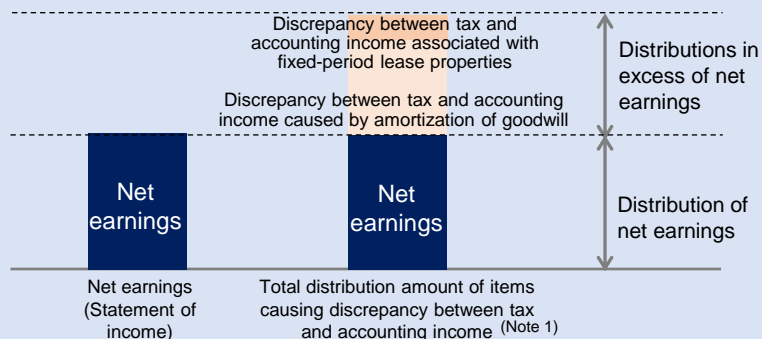 Discrepancy between tax and
accounting income associated with
fixed-period lease properties
Distributions in
excess of net
earnings
Discrepancy between tax and accounting
income caused by amortization of goodwill
Net
earnings
Net
earnings
Distribution of
net earnings
Net earnings
(Statement of
income)
Total distribution amount of items
causing discrepancy between tax
and accounting income (Note 1)